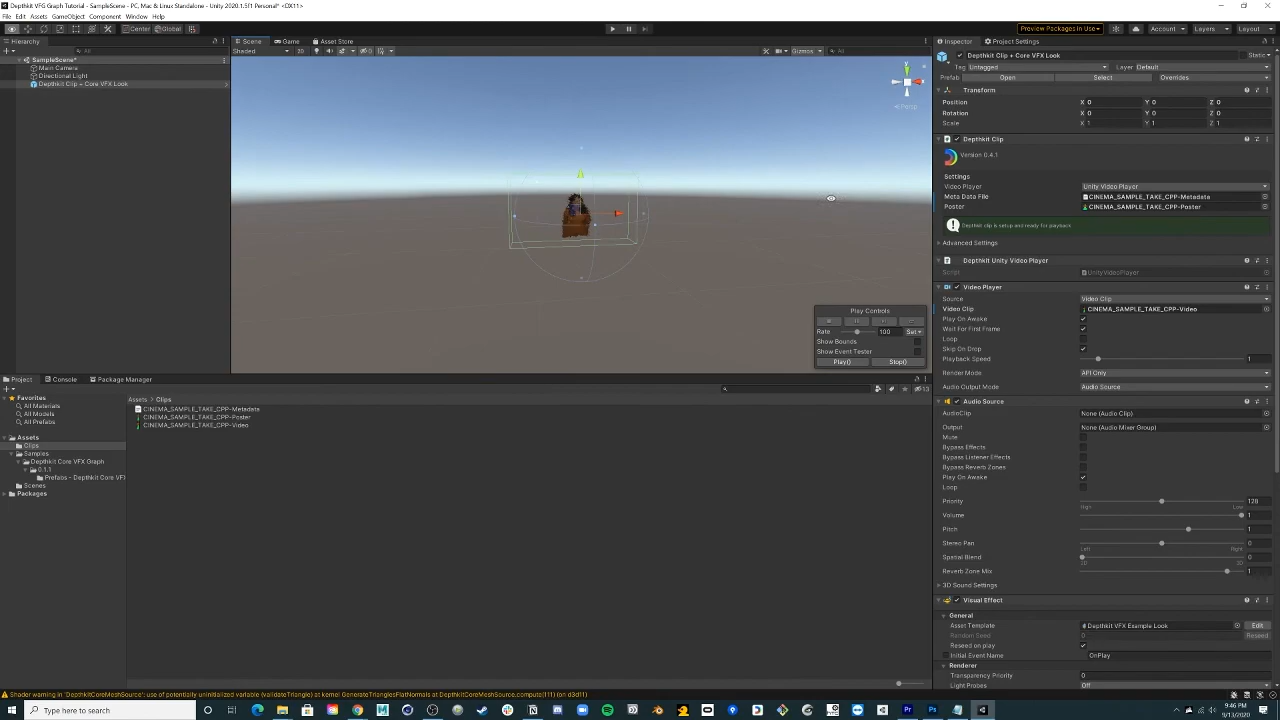 Depthkit VFG Graph Tutorial - SampleScene - PC, Mac & Linux Standalone - Unity 2020.1.5f1 Personal* <DX11>
File Edit Assets GameObject Component Window Help
Center Global
Preview Packages in Use
Account Layers Layout
Hierarchy
All
SampleScene*
Main Camera
Directional Light
Depthkit Clip + Core VFX Look
Scene Game Asset Store
Shaded 2D Gizmos All
Persp
Play Controls
Rate 100 Set
Show Bounds
Show Event Tester
Play() Stop()
Project Console Package Manager
Favorites
All Materials
All Models
All Prefabs
Assets
Clips
Samples
Depthkit Core VFX Graph
0.1.1
Prefabs - Depthkit Core VFX
Scenes
Packages
Assets > Clips
CINEMA_SAMPLE_TAKE_CPP-Metadata
CINEMA_SAMPLE_TAKE_CPP-Poster
CINEMA_SAMPLE_TAKE_CPP-Video
13
Inspector Project Settings
Depthkit Clip + Core VFX Look Static
Tag Untagged Layer Default
Prefab Open Select Overrides
Transform
Position X 0 Y 0 Z 0
Rotation X 0 Y 0 Z 0
Scale X 1 Y 1 Z 1
Depthkit Clip
Version 0.4.1
Settings
Video Player Unity Video Player
Meta Data File CINEMA_SAMPLE_TAKE_CPP-Metadata
Poster CINEMA_SAMPLE_TAKE_CPP-Poster
Depthkit clip is setup and ready for playback
Advanced Settings
Depthkit Unity Video Player
Script UnityVideoPlayer
Video Player
Source Video Clip
Video Clip CINEMA_SAMPLE_TAKE_CPP-Video
Play On Awake
Wait For First Frame
Loop
Skip On Drop
Playback Speed 1
Render Mode API Only
Audio Output Mode Audio Source
Audio Source
AudioClip None (Audio Clip)
Output None (Audio Mixer Group)
Mute
Bypass Effects
Bypass Listener Effects
Bypass Reverb Zones
Play On Awake
Loop
Priority 128
High Low
Volume 1
Pitch 1
Stereo Pan 0
Left Right
Spatial Blend 0
2D 3D
Reverb Zone Mix 1
3D Sound Settings
Visual Effect
General
Asset Template Depthkit VFX Example Look Edit
Random Seed 0 Reseed
Reseed on play
Initial Event Name OnPlay
Renderer
Transparency Priority 0
Light Probes Off
Shader warning in 'DepthkitCoreMeshSource': use of potentially uninitialized variable (validateTriangle) at kernel GenerateTrianglesFlatNormals at DepthkitCoreMeshSource.compute(111) (on d3d11)
Type here to search
9:46 PM
9/13/2020